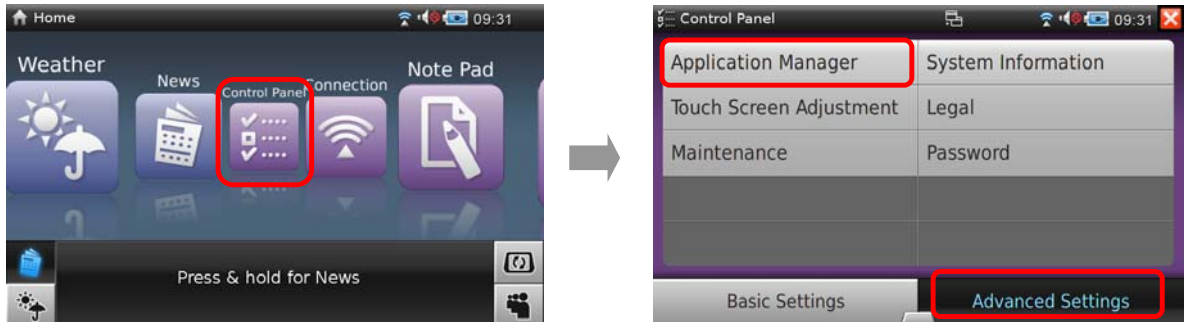 Home 09:31
Weather
News
Control Panel
Connection
Note Pad
Press & hold for News
Control Panel 09:31
Application Manager System Information
Touch Screen Adjustment Legal
Maintenance Password
Basic Settings Advanced Settings